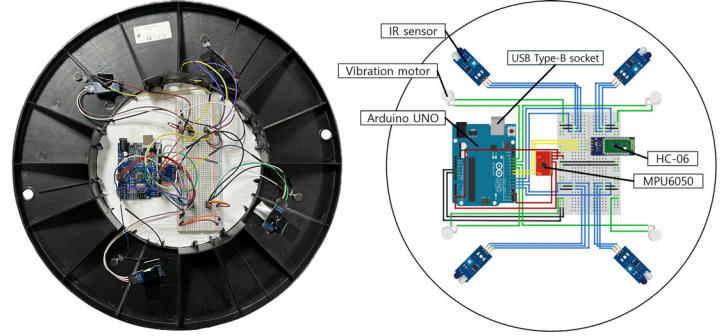 IR sensor
USB Type-B socket
Vibration motor
Arduino UNO
HC-06
MPU6050